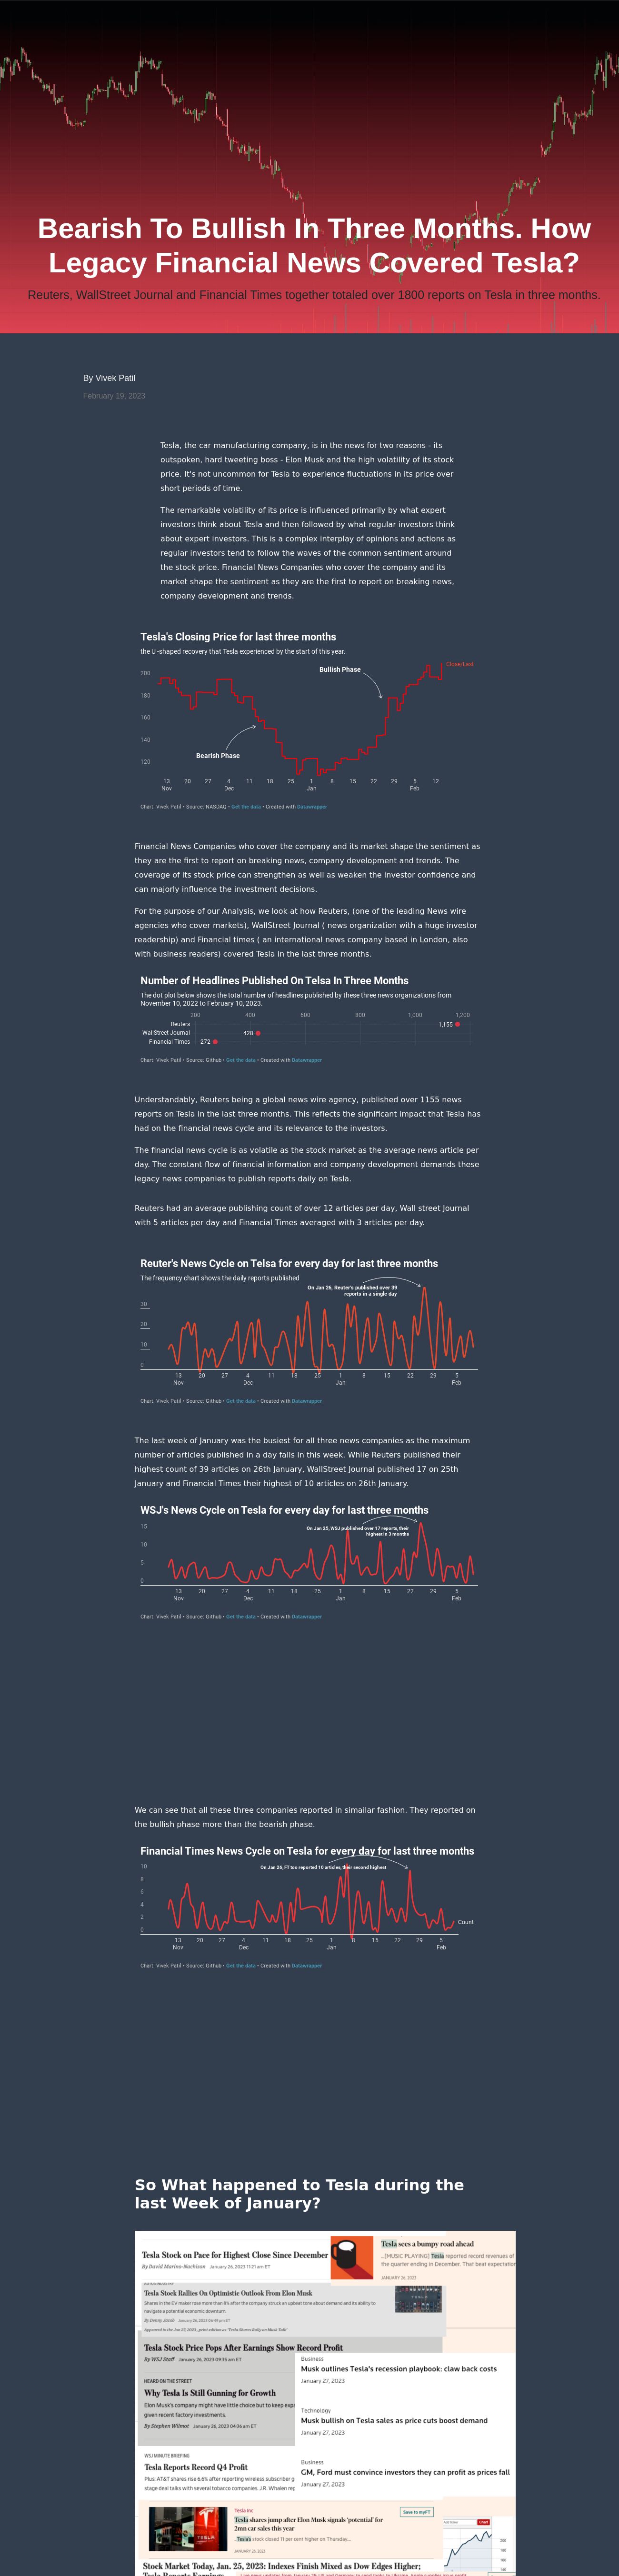 Bearish To Bullish In Three Months. How
Legacy Financial News Covered Tesla?
Reuters, WallStreet Journal and Financial Times together totaled over 1800 reports on Tesla in three months.
By Vivek Patil
February 19, 2023
Tesla, the car manufacturing company, is in the news for two reasons - its
outspoken, hard tweeting boss - Elon Musk and the high volatility of its stock
price. It's not uncommon for Tesla to experience fluctuations in its price over
short periods of time.
The remarkable volatility of its price is influenced primarily by what expert
investors think about Tesla and then followed by what regular investors think
about expert investors. This is a complex interplay of opinions and actions as
regular investors tend to follow the waves of the common sentiment around
the stock price. Financial News Companies who cover the company and its
market shape the sentiment as they are the first to report on breaking news,
company development and trends.
Tesla's Closing Price for last three months
the U -shaped recovery that Tesla experienced by the start of this year.
Close/Last
Bullish Phase
200
180
160
140
Bearish Phase
120
13 20 27 4 11 18 25 1 8 15 22 29 5 12
Nov Dec Jan Feb
Chart: Vivek Patil • Source: NASDAQ • Get the data • Created with Datawrapper
Financial News Companies who cover the company and its market shape the sentiment as
they are the first to report on breaking news, company development and trends. The
coverage of its stock price can strengthen as well as weaken the investor confidence and
can majorly influence the investment decisions.
For the purpose of our Analysis, we look at how Reuters, (one of the leading News wire
agencies who cover markets), WallStreet Journal ( news organization with a huge investor
readership) and Financial times ( an international news company based in London, also
with business readers) covered Tesla in the last three months.
Number of Headlines Published On Telsa In Three Months
The dot plot below shows the total number of headlines published by these three news organizations from
November 10, 2022 to February 10, 2023.
200 400 600 800 1,000 1,200
Reuters 1,155
WallStreet Journal 428
Financial Times 272
Chart: Vivek Patil • Source: Github • Get the data • Created with Datawrapper
Understandably, Reuters being a global news wire agency, published over 1155 news
reports on Tesla in the last three months. This reflects the significant impact that Tesla has
had on the financial news cycle and its relevance to the investors.
The financial news cycle is as volatile as the stock market as the average news article per
day. The constant flow of financial information and company development demands these
legacy news companies to publish reports daily on Tesla.
Reuters had an average publishing count of over 12 articles per day, Wall street Journal
with 5 articles per day and Financial Times averaged with 3 articles per day.
Reuter's News Cycle on Telsa for every day for last three months
The frequency chart shows the daily reports published
On Jan 26, Reuter's published over 39
reports in a single day
30
20
10
0
13 20 27 4 11 18 25 1 8 15 22 29 5
Nov Dec Jan Feb
Chart: Vivek Patil • Source: Github • Get the data • Created with Datawrapper
The last week of January was the busiest for all three news companies as the maximum
number of articles published in a day falls in this week. While Reuters published their
highest count of 39 articles on 26th January, WallStreet Journal published 17 on 25th
January and Financial Times their highest of 10 articles on 26th January.
WSJ's News Cycle on Tesla for every day for last three months
On Jan 25, WSJ published over 17 reports, their
highest in 3 months
15
10
5
0
13 20 27 4 11 18 25 1 8 15 22 29 5
Nov Dec Jan Feb
Chart: Vivek Patil • Source: Github • Get the data • Created with Datawrapper
We can see that all these three companies reported in simailar fashion. They reported on
the bullish phase more than the bearish phase.
Financial Times News Cycle on Tesla for every day for last three months
On Jan 26, FT too reported 10 articles, their second highest
10
8
6
4
2
0
Count
13 20 27 4 11 18 25 1 8 15 22 29 5
Nov Dec Jan Feb
Chart: Vivek Patil • Source: Github • Get the data • Created with Datawrapper
So What happened to Tesla during the
last Week of January?
Tesla Stock on Pace for Highest Close Since December
By David Marino-Nachison January 26, 2023 11:21 am ET
Tesla sees a bumpy road ahead
...[MUSIC PLAYING] Tesla reported record revenues of
the quarter ending in December. That beat expectation
JANUARY 26, 2023
Tesla Stock Rallies On Optimistic Outlook From Elon Musk
Shares in the EV maker rose more than 8% after the company struck an upbeat tone about demand and its ability to
navigate a potential economic downturn.
By Denny Jacob January 26, 2023 06:49 pm ET
Appeared in the Jan 27, 2023, print edition as 'Tesla Shares Rally on Musk Talk'
TESLA
Tesla Stock Price Pops After Earnings Show Record Profit
By WSJ Staff January 26, 2023 09:35 am ET
Business
Musk outlines Tesla's recession playbook: claw back costs
January 27, 2023
HEARD ON THE STREET
Why Tesla Is Still Gunning for Growth
Elon Musk's company might have little choice but to keep
given recent factory investments.
By Stephen Wilmot January 26, 2023 04:36 am ET
Technology
Musk bullish on Tesla sales as price cuts boost demand
January 27, 2023
WSJ MINUTE BRIEFING
Tesla Reports Record Q4 Profit
Plus: AT&T shares rise 6.6% after reporting wireless subscriber
stage deal talks with several tobacco companies. J.R. Whalen
Business
GM, Ford must convince investors they can profit as prices fall
January 27, 2023
Tesla Inc
Tesla shares jump after Elon Musk signals 'potential' for
2mn car sales this year
Tesla's stock closed 11 per cent higher on Thursday...
JANUARY 26, 2023
Save to myFT
TESLA
Chart
200
180
160
140
Stock Market Today, Jan. 25, 2023: Indexes Finish Mixed as Dow Edges Higher;
Tesla Reports Earnings